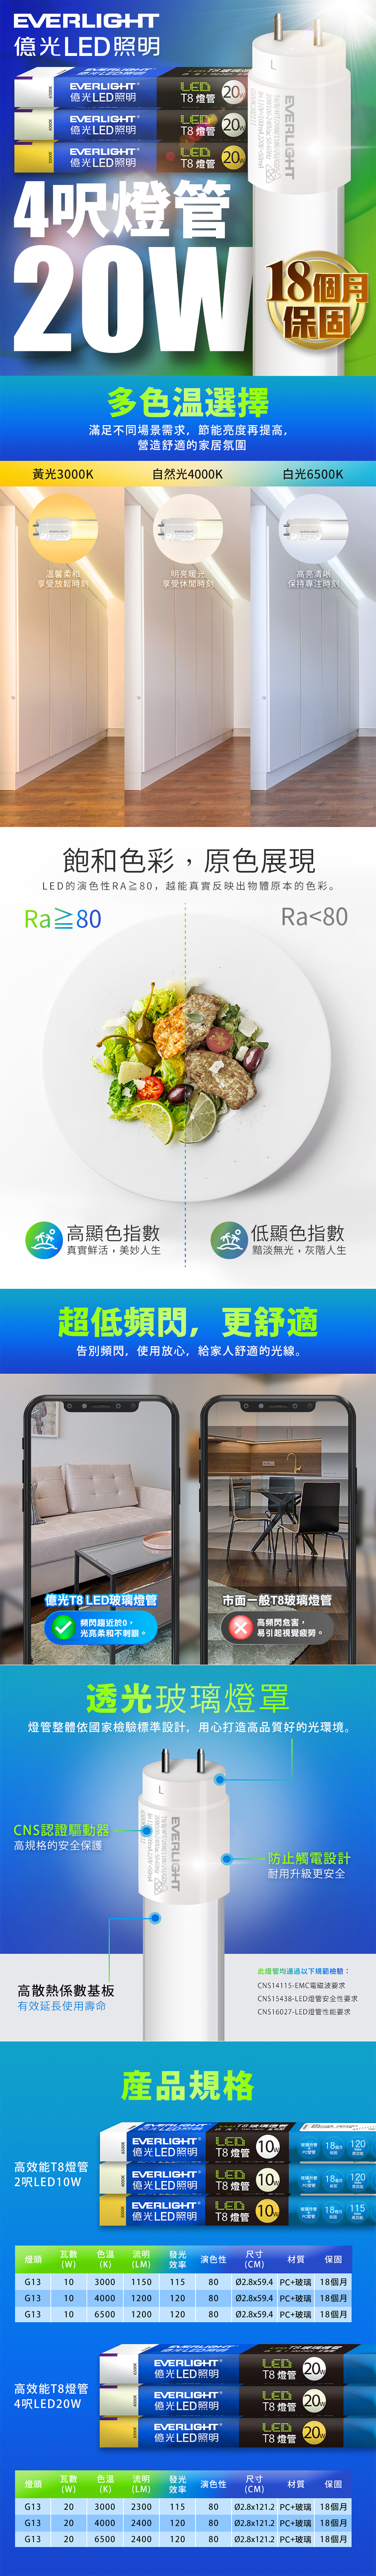 EVERLIGHT
億光LED照明
EVERLIGHT
億光LED照明
LED
T8 燈管
20W
EVERLIGHT
億光LED照明
LED
T8 燈管
20W
EVERLIGHT
億光LED照明
LED
T8 燈管
20W
L
EVERLIGHT
4呎燈管
20W
18個月
保固
多色溫選擇
滿足不同場景需求，節能亮度再提高，
營造舒適的家居氛圍
黃光3000K
自然光4000K
白光6500K
溫馨柔和
享受放鬆時刻
明亮暖光
享受休閒時刻
高亮清晰
保持專注時刻
飽和色彩，原色展現
LED的演色性RA≧80，越能真實反映出物體原本的色彩。
Ra≧80
Ra<80
高顯色指數
真實鮮活，美妙人生
低顯色指數
黯淡無光，灰階人生
超低頻閃，更舒適
告別頻閃，使用放心，給家人舒適的光線。
億光T8 LED玻璃燈管
頻閃趨近於0，
光亮柔和不刺眼。
市面一般T8玻璃燈管
高頻閃危害，
易引起視覺疲勞。
透光玻璃燈罩
燈管整體依國家檢驗標準設計，用心打造高品質好的光環境。
L
EVERLIGHT
CNS認證驅動器
高規格的安全保護
防止觸電設計
耐用升級更安全
高散熱係數基板
有效延長使用壽命
此燈管均通過以下規範檢驗：
CNS14115-EMC電磁波要求
CNS15438-LED燈管安全性要求
CNS16027-LED燈管性能要求
產品規格
高效能T8燈管
2呎LED10W
EVERLIGHT
億光LED照明
LED
T8 燈管
10W
18個月
120
EVERLIGHT
億光LED照明
LED
T8 燈管
10W
18個月
120
EVERLIGHT
億光LED照明
LED
T8 燈管
10W
18個月
115
燈頭 瓦數(W) 色溫(K) 流明(LM) 發光效率 演色性 尺寸(CM) 材質 保固
G13 10 3000 1150 115 80 Ø2.8x59.4 PC+玻璃 18個月
G13 10 4000 1200 120 80 Ø2.8x59.4 PC+玻璃 18個月
G13 10 6500 1200 120 80 Ø2.8x59.4 PC+玻璃 18個月
高效能T8燈管
4呎LED20W
EVERLIGHT
億光LED照明
LED
T8 燈管
20W
EVERLIGHT
億光LED照明
LED
T8 燈管
20W
EVERLIGHT
億光LED照明
LED
T8 燈管
20W
燈頭 瓦數(W) 色溫(K) 流明(LM) 發光效率 演色性 尺寸(CM) 材質 保固
G13 20 3000 2300 115 80 Ø2.8x121.2 PC+玻璃 18個月
G13 20 4000 2400 120 80 Ø2.8x121.2 PC+玻璃 18個月
G13 20 6500 2400 120 80 Ø2.8x121.2 PC+玻璃 18個月